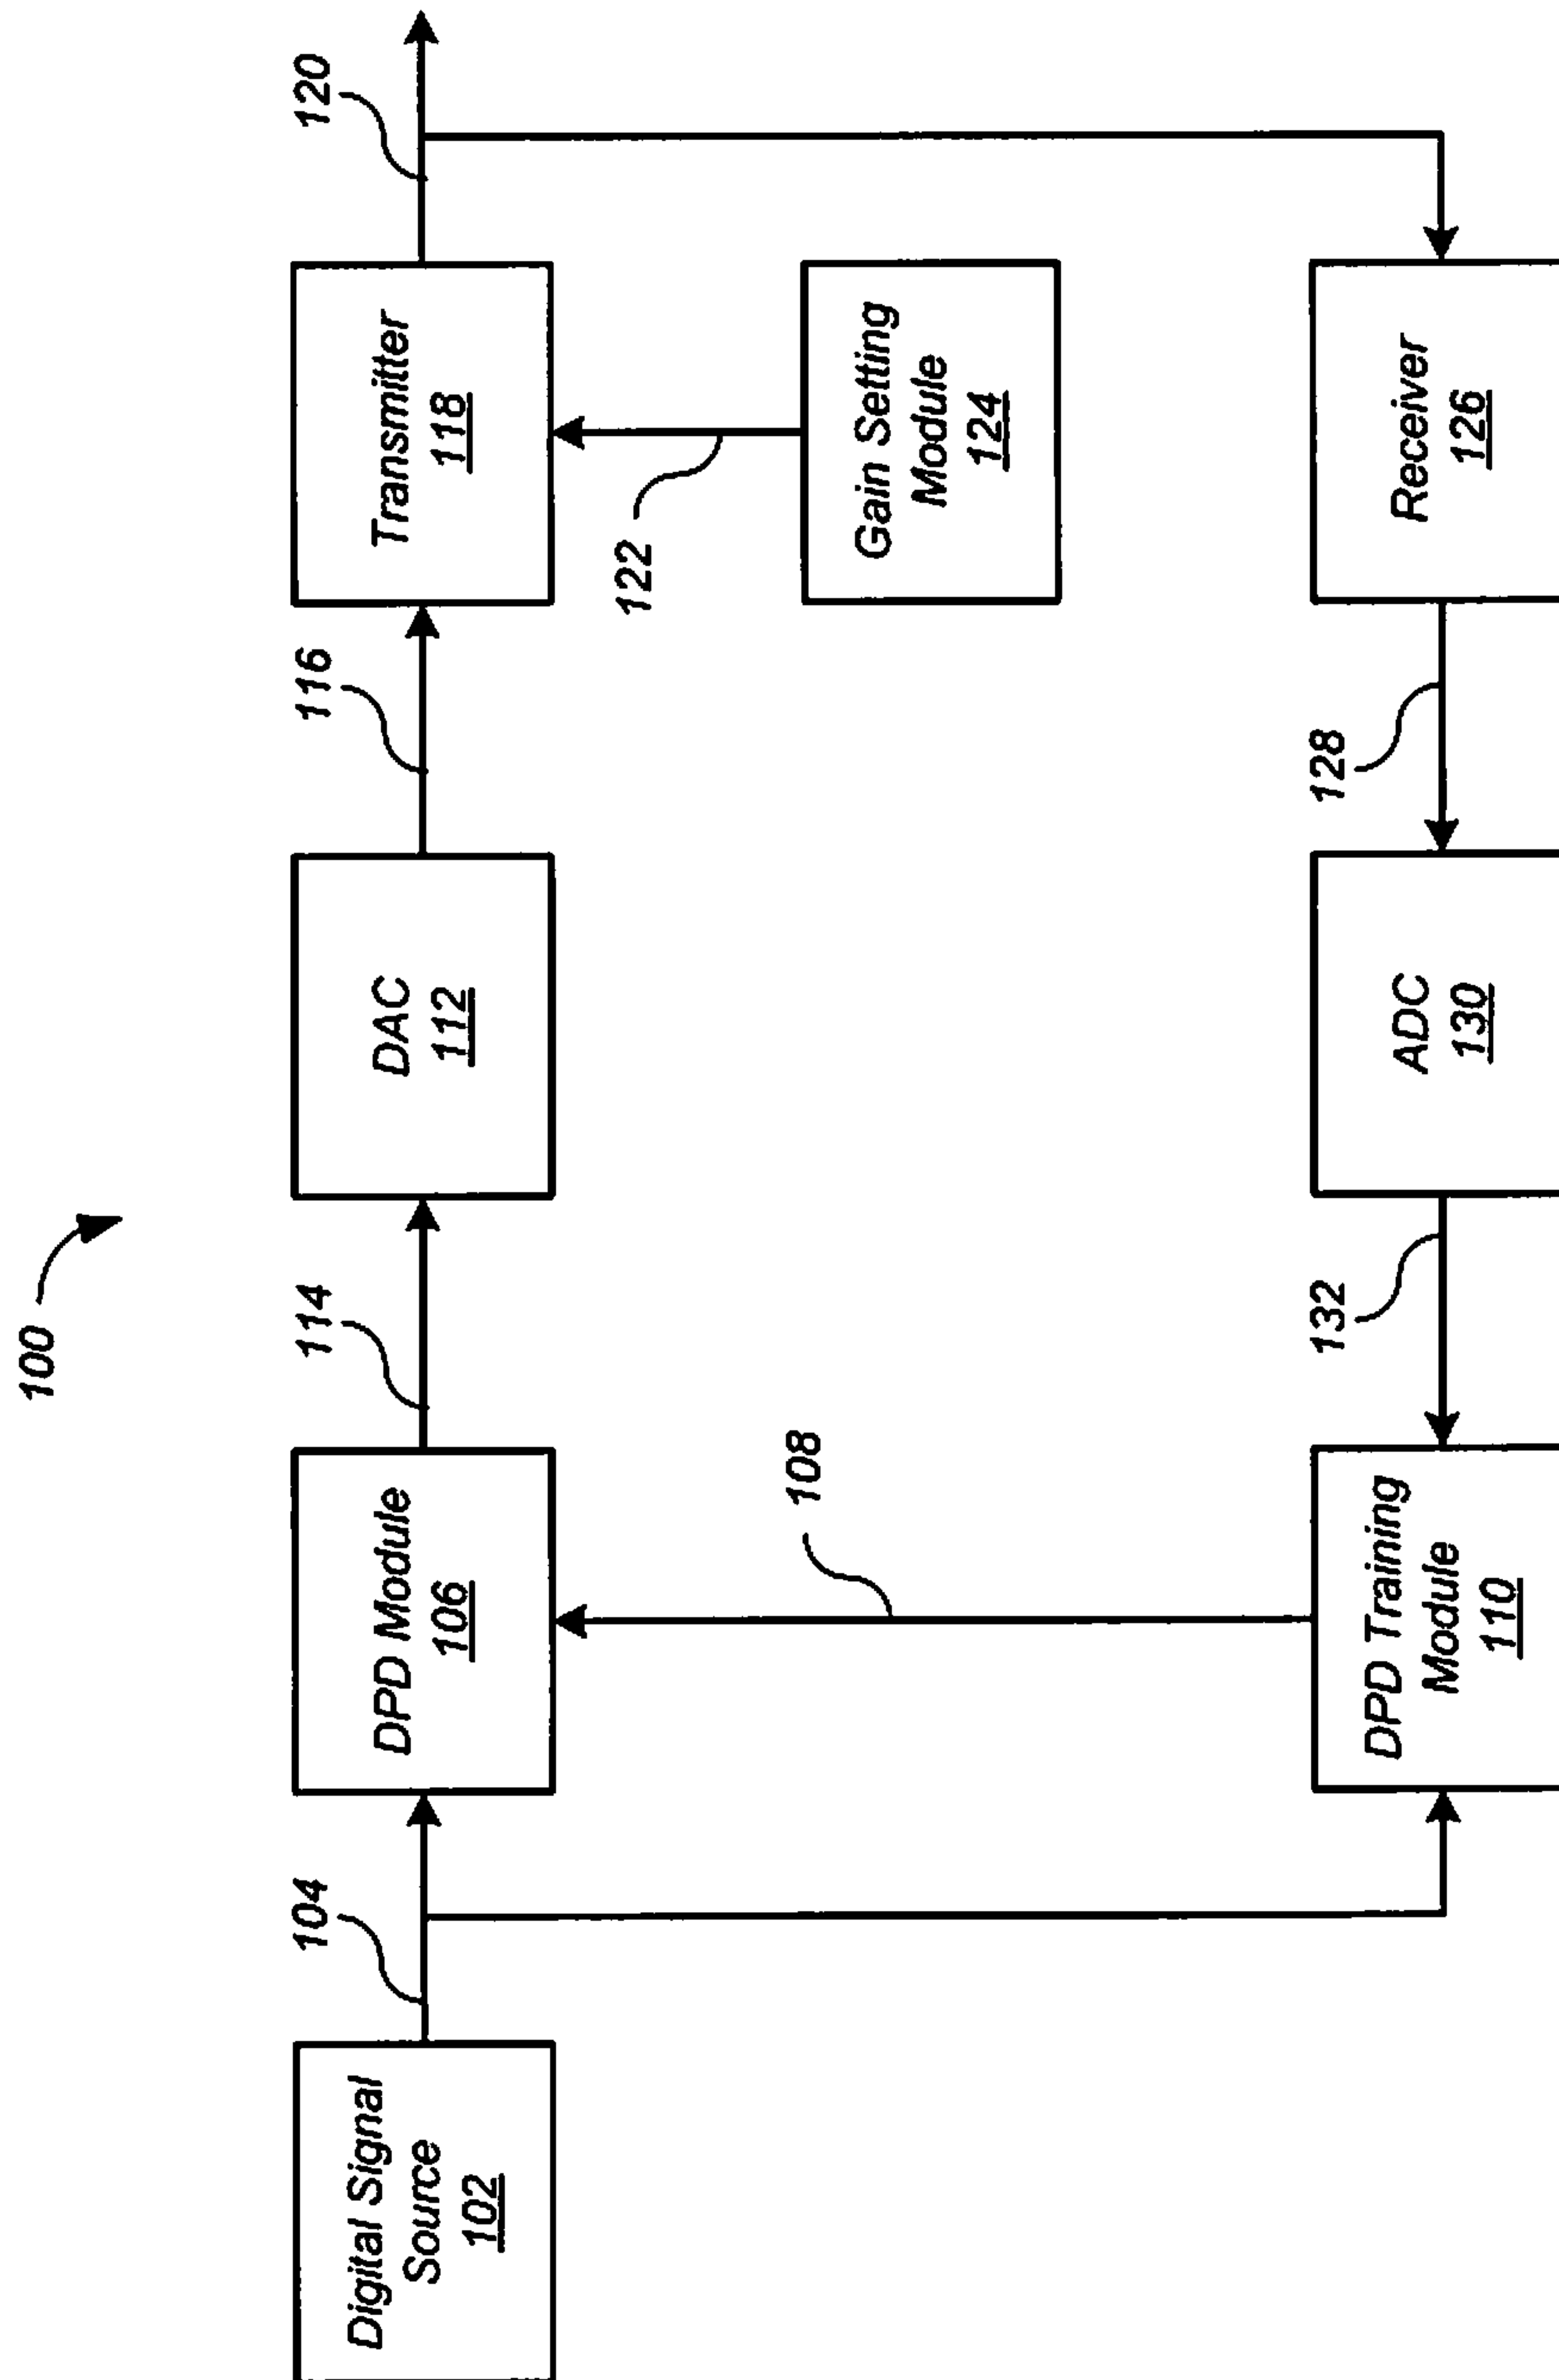 100
104
114
116
120
Digital Signal
Source
102
DPD Module
106
DAC
112
Transmitter
118
122
108
Gain Setting
Module
124
132
128
DPD Training
Module
110
ADC
130
Receiver
126